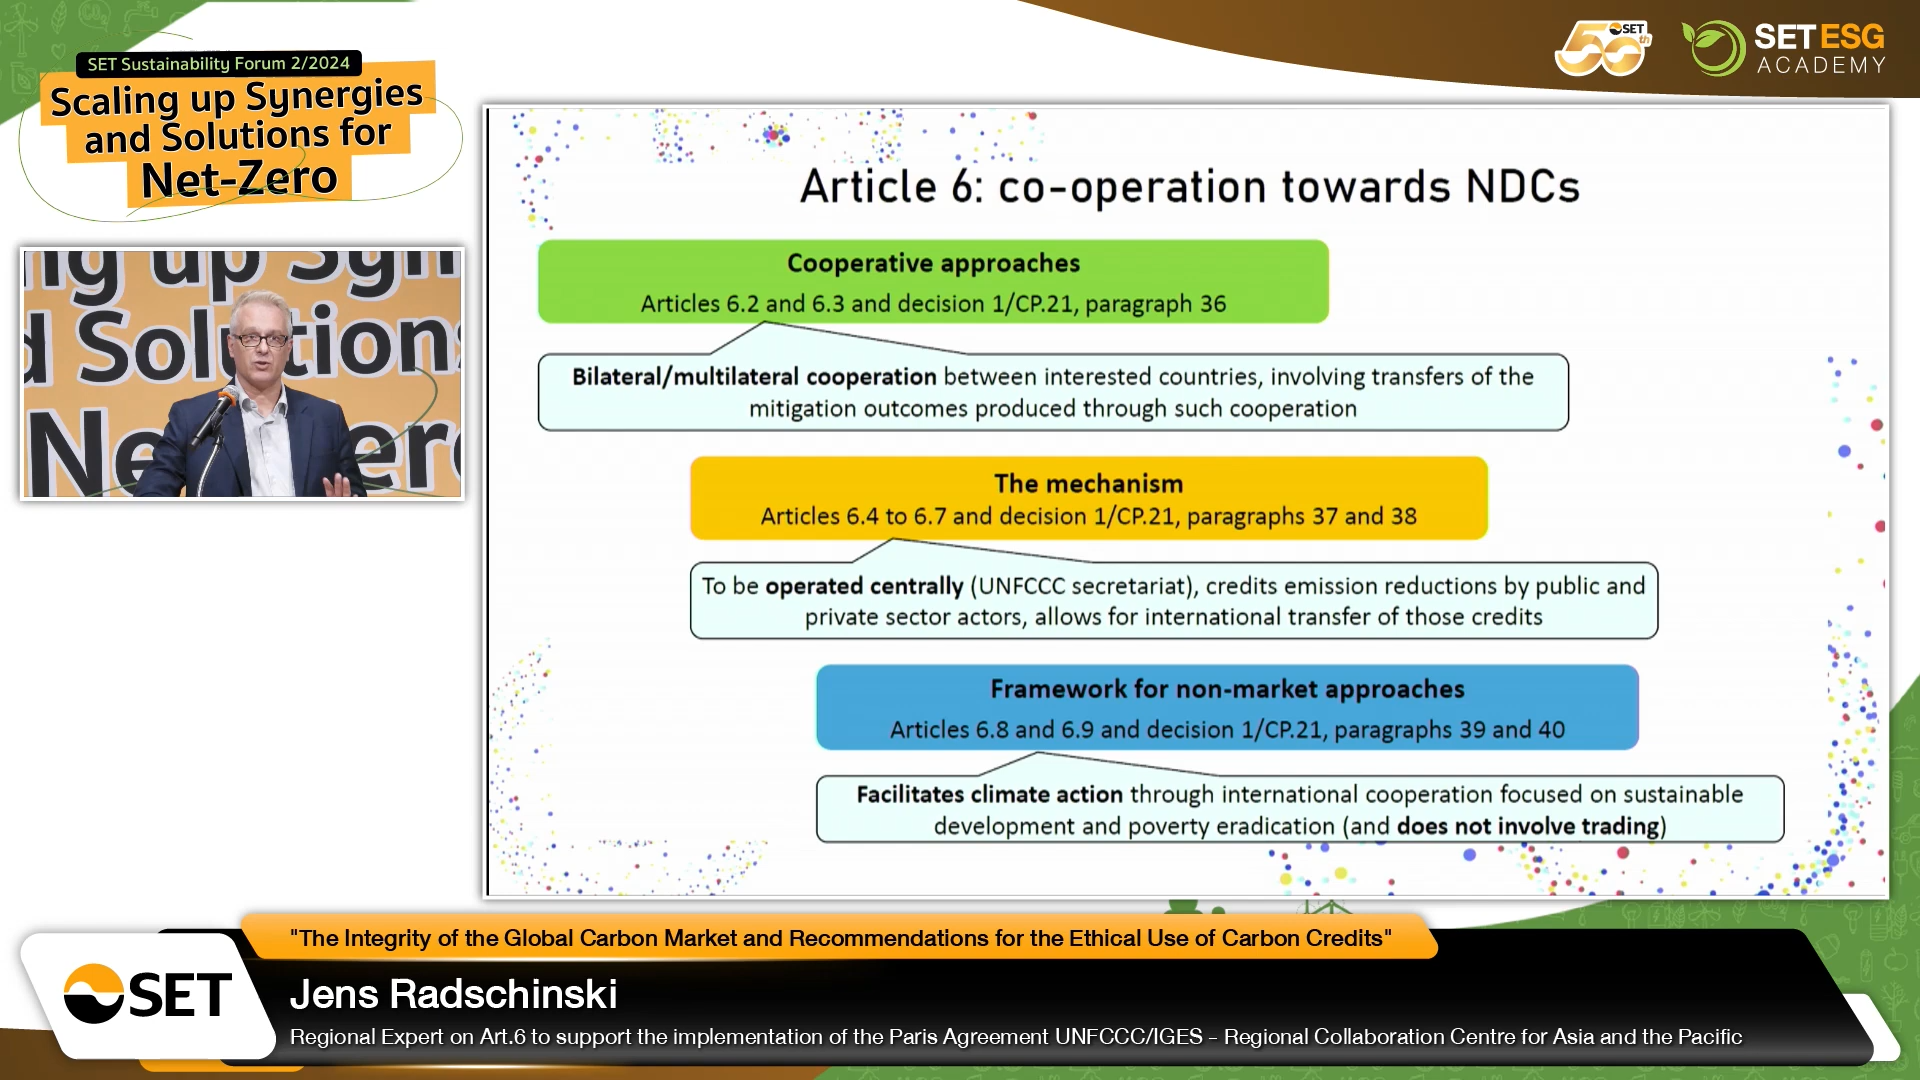 SET Sustainability Forum 2/2024
Scaling up Synergies
and Solutions for
Net-Zero
50th
SET
SET ESG
ACADEMY
ng up Syn
d Solutions
Ne er
Article 6: co-operation towards NDCs
Cooperative approaches
Articles 6.2 and 6.3 and decision 1/CP.21, paragraph 36
Bilateral/multilateral cooperation between interested countries, involving transfers of the
mitigation outcomes produced through such cooperation
The mechanism
Articles 6.4 to 6.7 and decision 1/CP.21, paragraphs 37 and 38
To be operated centrally (UNFCCC secretariat), credits emission reductions by public and
private sector actors, allows for international transfer of those credits
Framework for non-market approaches
Articles 6.8 and 6.9 and decision 1/CP.21, paragraphs 39 and 40
Facilitates climate action through international cooperation focused on sustainable
development and poverty eradication (and does not involve trading)
"The Integrity of the Global Carbon Market and Recommendations for the Ethical Use of Carbon Credits"
SET
Jens Radschinski
Regional Expert on Art.6 to support the implementation of the Paris Agreement UNFCCC/IGES – Regional Collaboration Centre for Asia and the Pacific